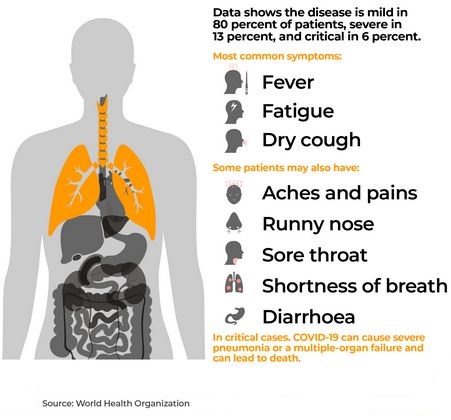 Data shows the disease is mild in
80 percent of patients, severe in
13 percent, and critical in 6 percent.
Most common symptoms:
Fever
Fatigue
Dry cough
Some patients may also have:
Aches and pains
Runny nose
Sore throat
Shortness of breath
Diarrhoea
In critical cases. COVID-19 can cause severe
pneumonia or a multiple-organ failure and
can lead to death.
Source: World Health Organization